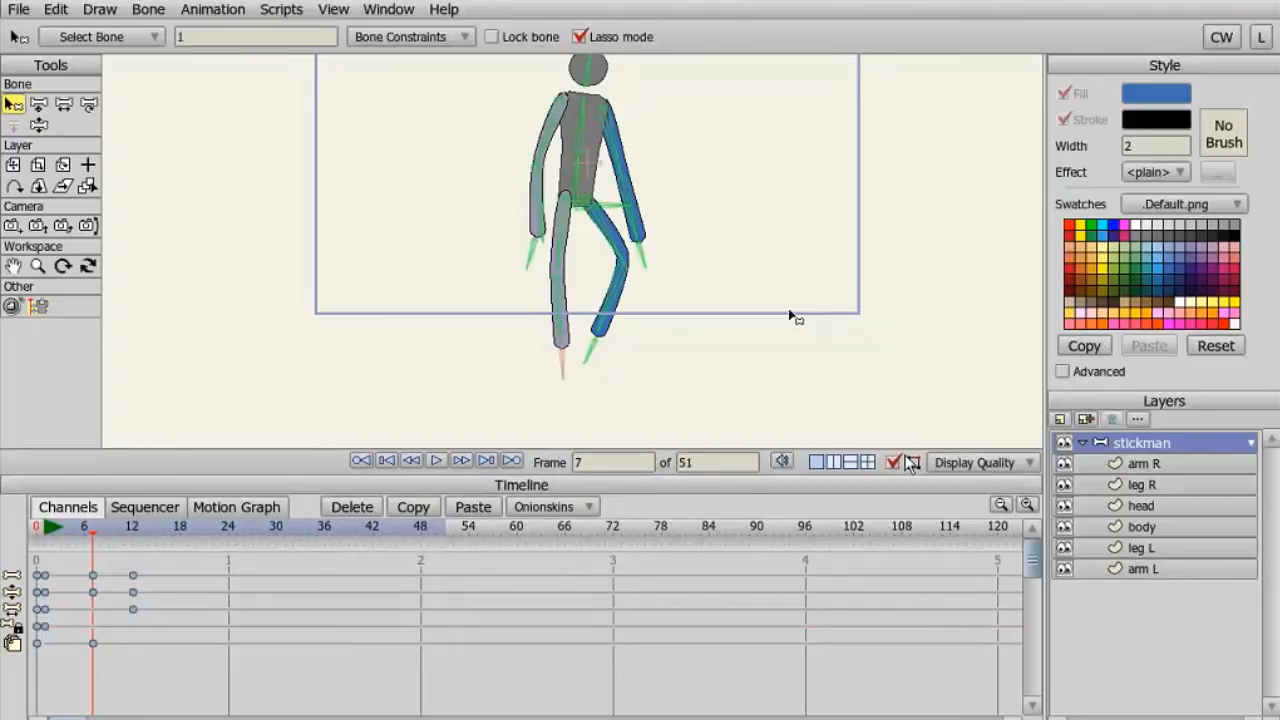 File Edit Draw Bone Animation Scripts View Window Help
Select Bone 1 Bone Constraints Lock bone Lasso mode CW L
Tools
Bone
Layer
Camera
Workspace
Other
Style
Fill
Stroke
Width 2
No Brush
Effect <plain> ...
Swatches .Default.png
Copy Paste Reset
Advanced
Layers
stickman
arm R
leg R
head
body
leg L
arm L
Frame 7 of 51 Display Quality
Timeline
Channels Sequencer Motion Graph Delete Copy Paste Onionskins
0 6 12 18 24 30 36 42 48 54 60 66 72 78 84 90 96 102 108 114 120
0 1 2 3 4 5